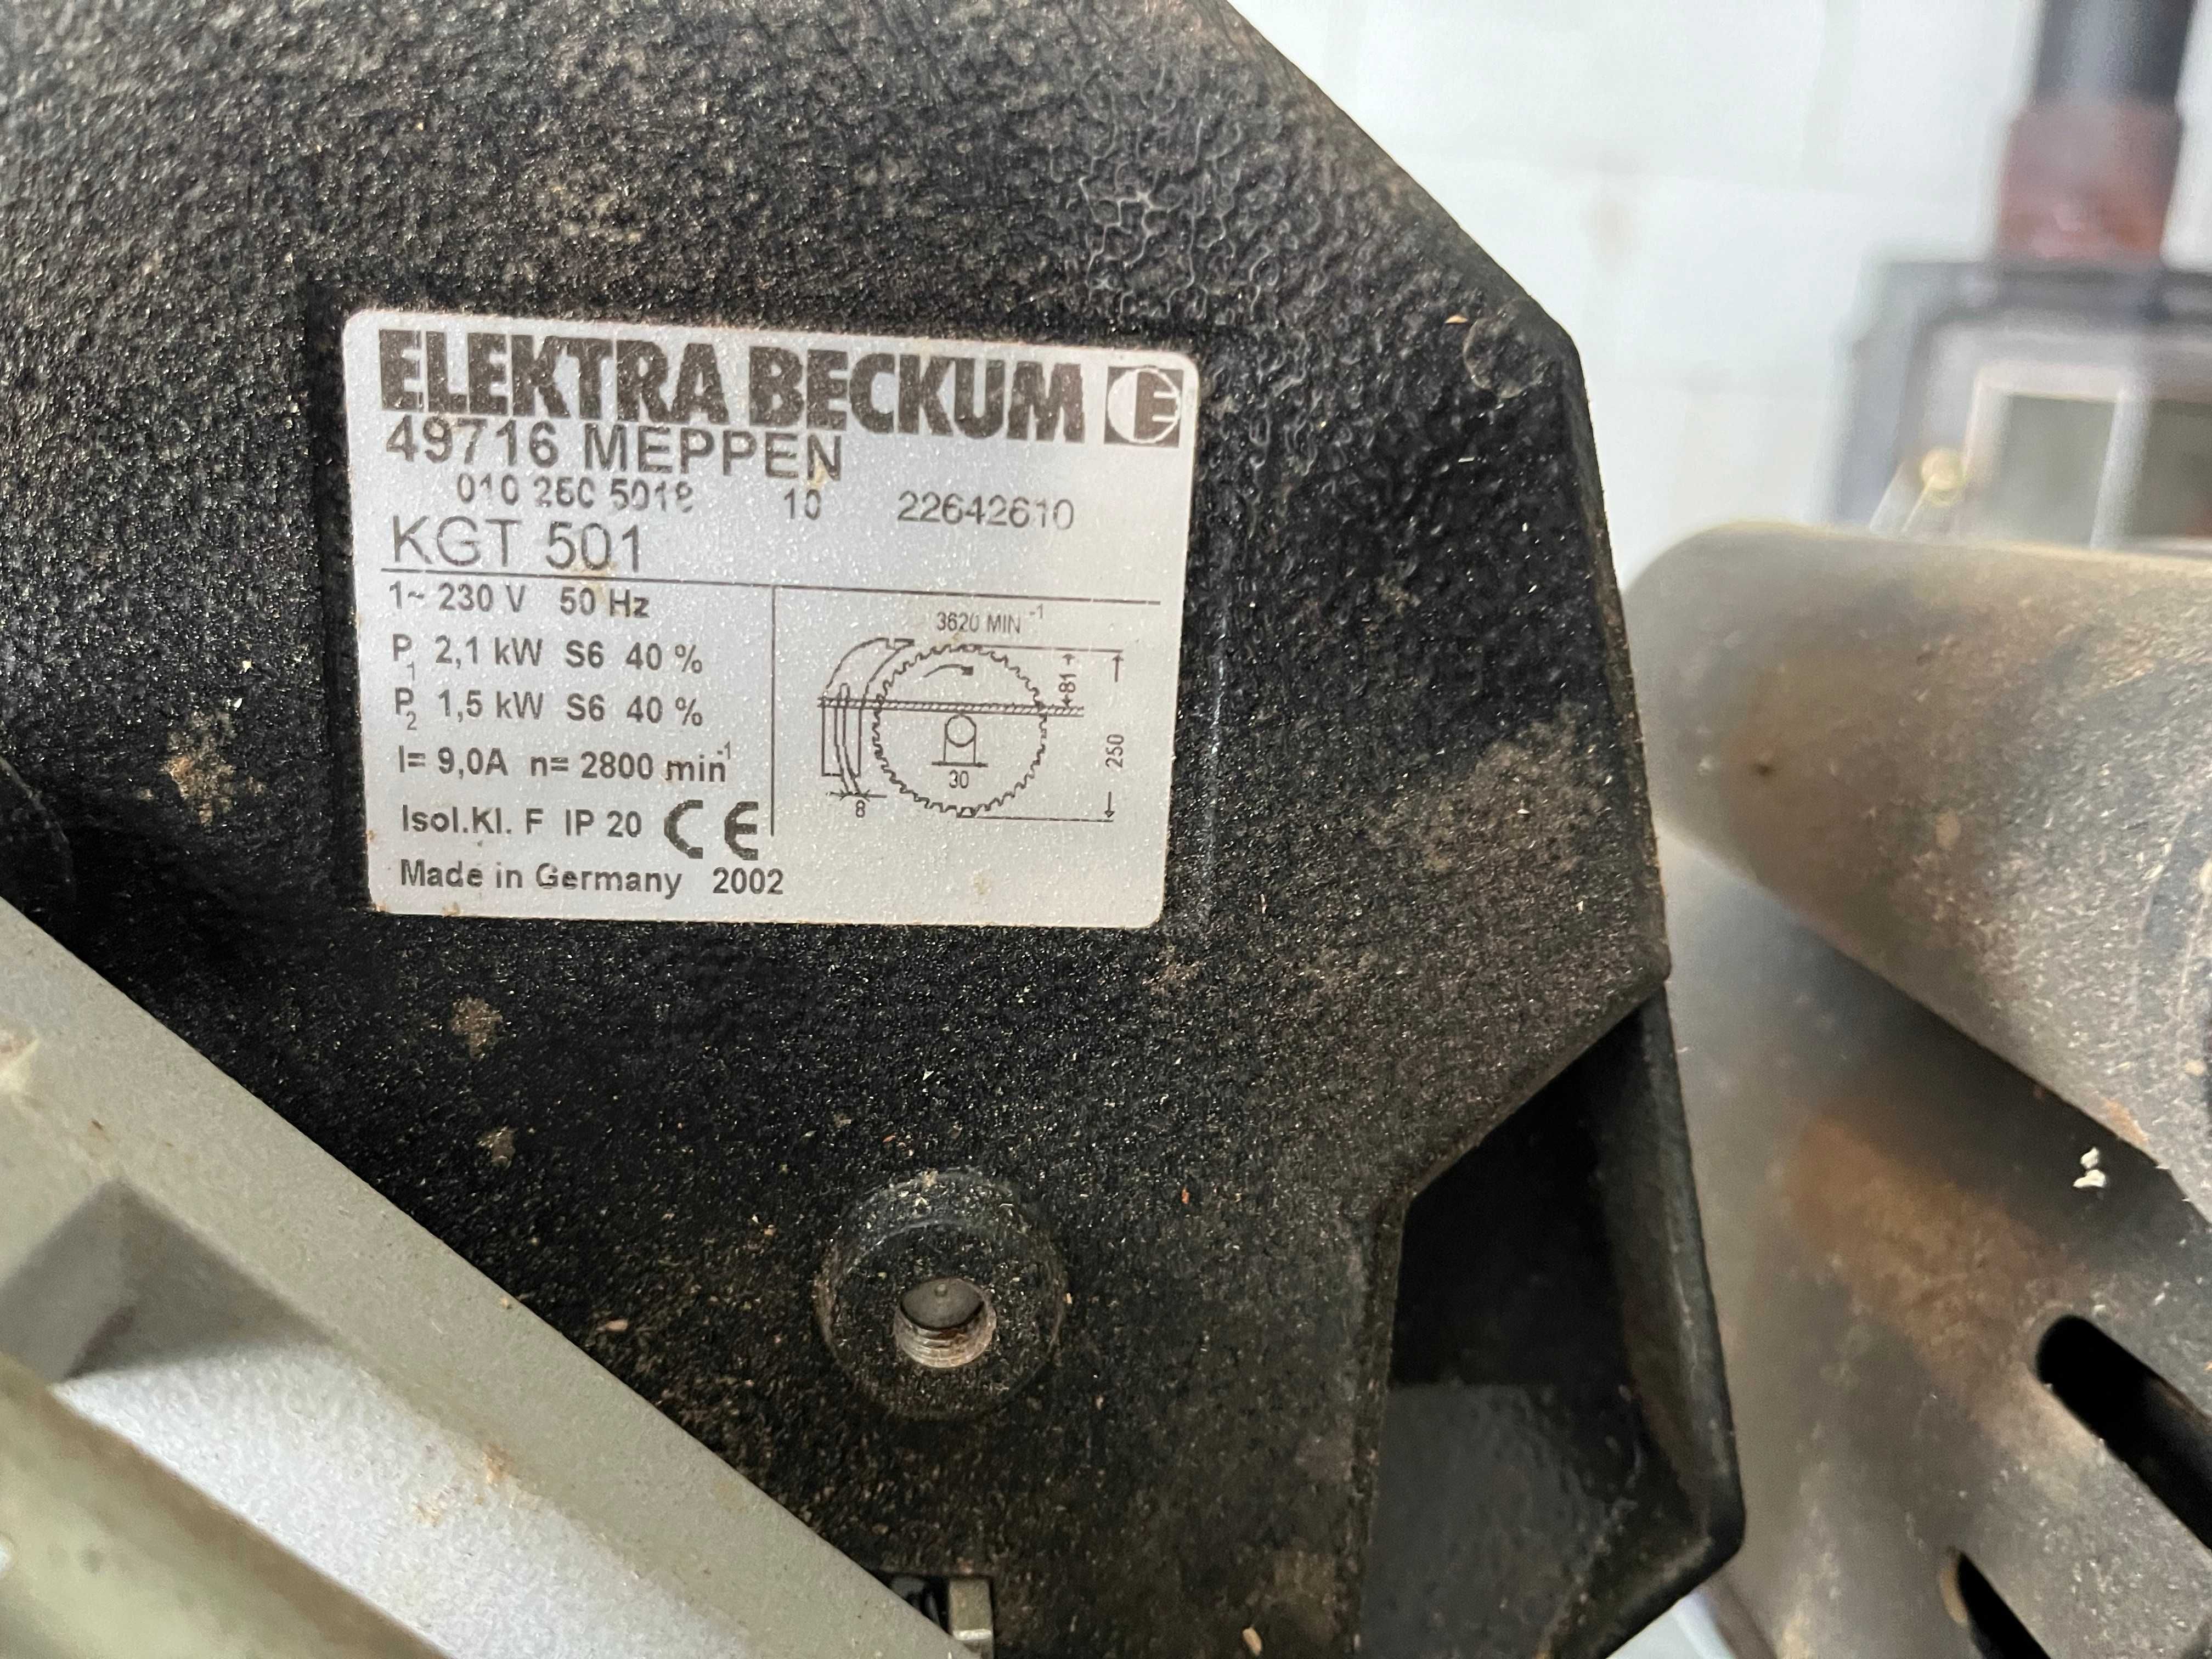 ELEKTRA BECKUM E
49716 MEPPEN
010 250 5018 10 22642610
KGT 501
1~ 230 V 50 Hz
P1 2,1 kW S6 40 %
P2 1,5 kW S6 40 %
I= 9,0A n= 2800 min-1
Isol.Kl. F IP 20 CE
Made in Germany 2002
3620 MIN-1
81
250
30
8